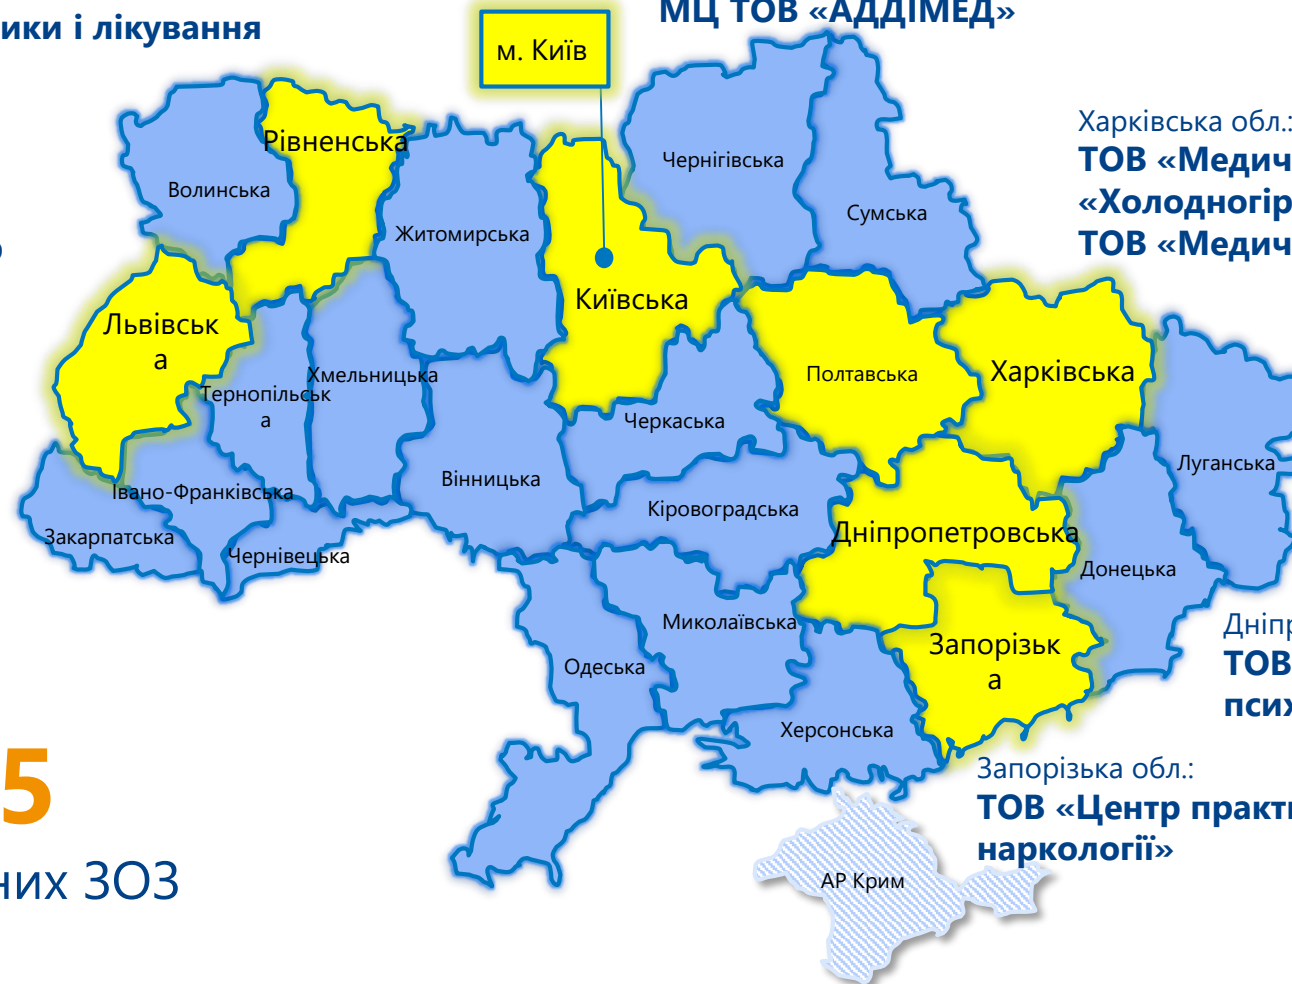 ики і лікування
МЦ ТОВ «АДДІМЕД»
м. Київ
Харківська обл.:
ТОВ «Медич
«Холодногір
ТОВ «Медич
Рівненська
Волинська
Чернігівська
Сумська
Житомирська
Київська
Львівськ
а
Хмельницька
Тернопільськ
а
Полтавська
Харківська
Черкаська
Луганська
Вінницька
Івано-Франківська
Кіровоградська
Закарпатська
Чернівецька
Дніпропетровська
Донецька
Миколаївська
Одеська
Запорізьк
а
Херсонська
Дніпр
ТОВ
псих
Запорізька обл.:
ТОВ «Центр практи
наркології»
5
них ЗОЗ
АР Крим